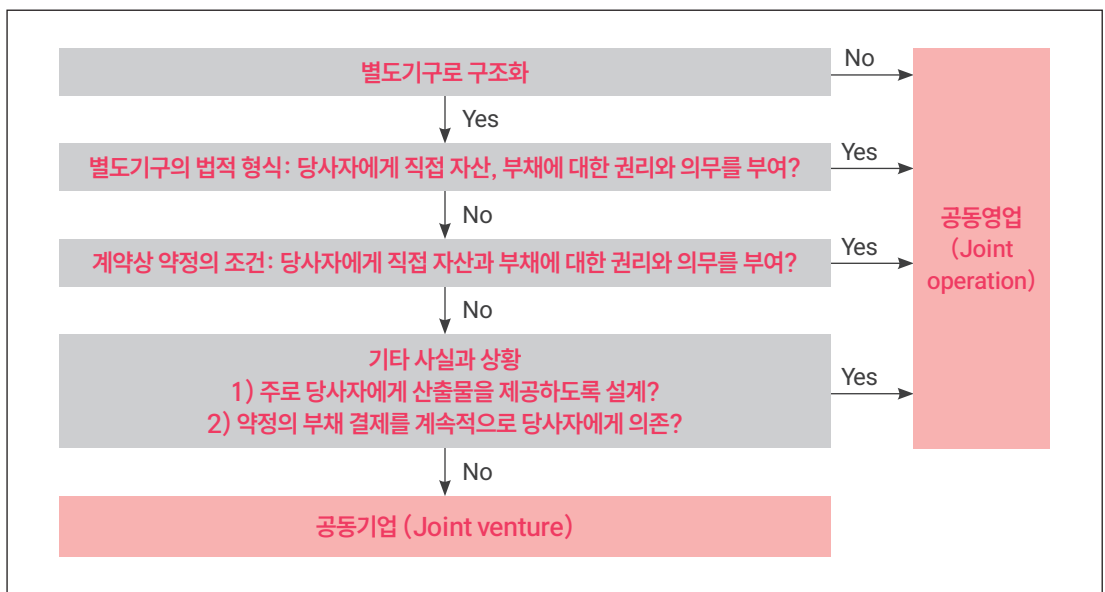 별도기구로 구조화
No
Yes
별도기구의 법적 형식: 당사자에게 직접 자산, 부채에 대한 권리와 의무를 부여?
Yes
No
계약상 약정의 조건: 당사자에게 직접 자산과 부채에 대한 권리와 의무를 부여?
Yes
No
기타 사실과 상황
1) 주로 당사자에게 산출물을 제공하도록 설계?
2) 약정의 부채 결제를 계속적으로 당사자에게 의존?
Yes
No
공동기업 (Joint venture)
공동영업
(Joint
operation)